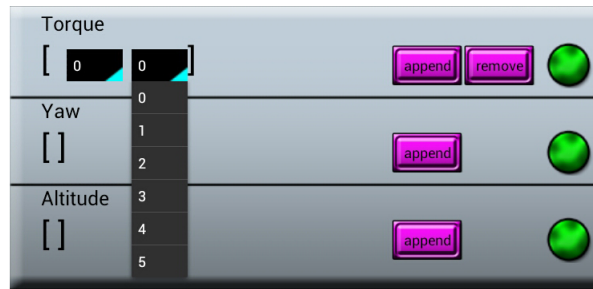 Torque
[ 0 0 ] append remove
0
Yaw
1
[ ] append
2
Altitude 3
[ ] 4 append
5